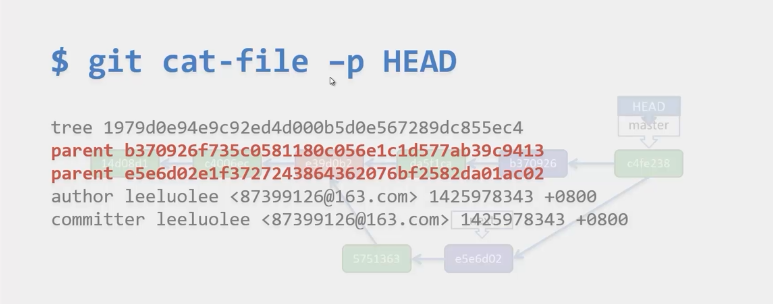 $ git cat-file –p HEAD
HEAD
master
tree 1979d0e94e9c92ed4d000b5d0e567289dc855ec4
parent b370926f735c0581180c056e1c1d577ab39c9413
parent e5e6d02e1f3727243864362076bf2582da01ac02
b370926
c4fe238
author leeluolee <87399126@163.com> 1425978343 +0800
committer leeluolee <87399126@163.com> 1425978343 +0800
5751363
e5e6d02